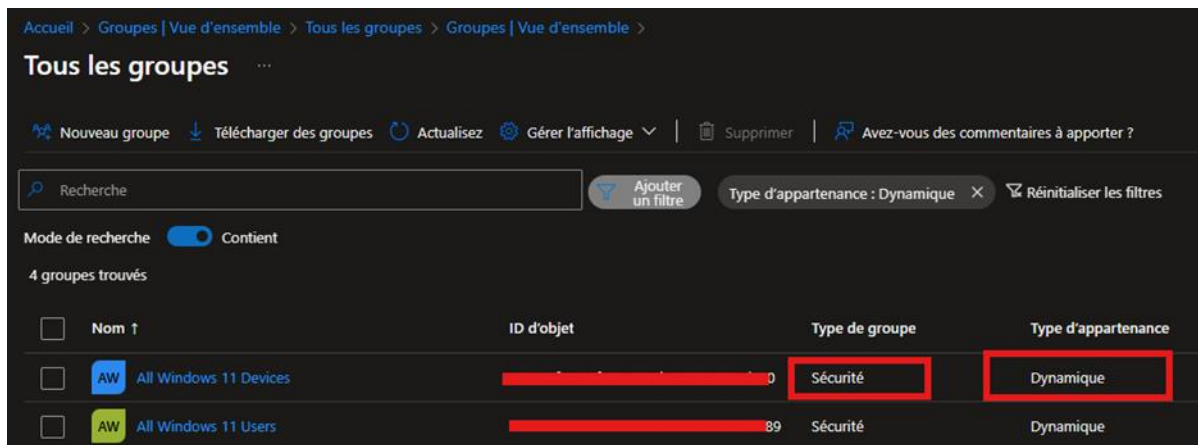 Accueil > Groupes | Vue d'ensemble > Tous les groupes > Groupes | Vue d'ensemble >
Tous les groupes ...
Nouveau groupe Télécharger des groupes Actualisez Gérer l'affichage Supprimer Avez-vous des commentaires à apporter ?
Recherche Ajouter un filtre Type d'appartenance : Dynamique Réinitialiser les filtres
Mode de recherche Contient
4 groupes trouvés
Nom ↑ ID d'objet Type de groupe Type d'appartenance
AW All Windows 11 Devices 0 Sécurité Dynamique
AW All Windows 11 Users 89 Sécurité Dynamique